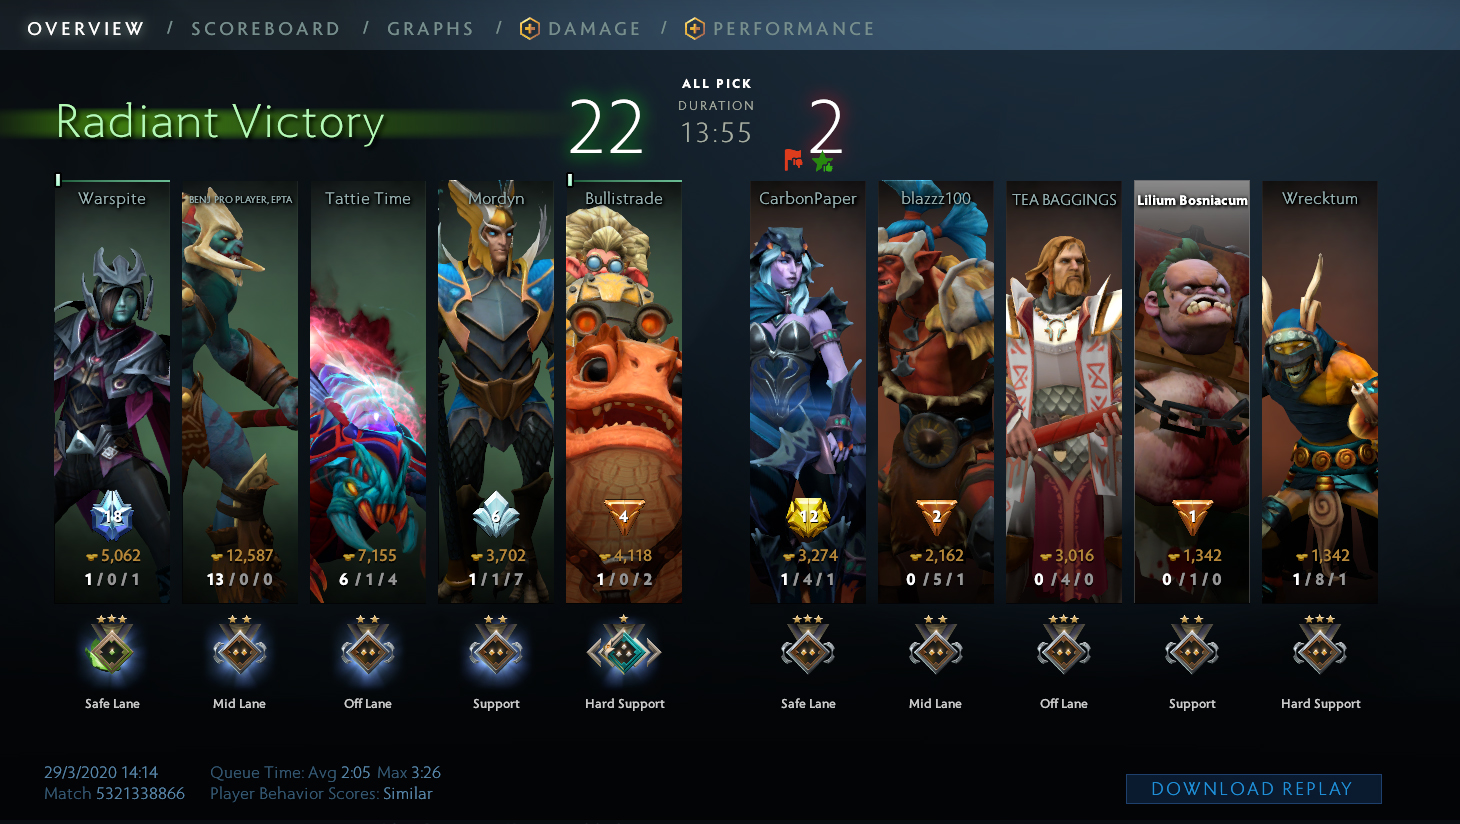 OVERVIEW / SCOREBOARD / GRAPHS / DAMAGE / PERFORMANCE
Radiant Victory
22
ALL PICK
DURATION
13:55
2
Warspite
BENJ PRO PLAYER, EPTA
Tattie Time
Mordyn
Bullistrade
CarbonPaper
blazzz100
TEA BAGGINGS
Lilium Bosniacum
Wrecktum
18
6
4
12
2
1
5,062
12,587
7,155
3,702
4,118
3,274
2,162
3,016
1,342
1,342
1 / 0 / 1
13 / 0 / 0
6 / 1 / 4
1 / 1 / 7
1 / 0 / 2
1 / 4 / 1
0 / 5 / 1
0 / 4 / 0
0 / 1 / 0
1 / 8 / 1
Safe Lane
Mid Lane
Off Lane
Support
Hard Support
Safe Lane
Mid Lane
Off Lane
Support
Hard Support
29/3/2020 14:14
Match 5321338866
Queue Time: Avg 2:05 Max 3:26
Player Behavior Scores: Similar
DOWNLOAD REPLAY